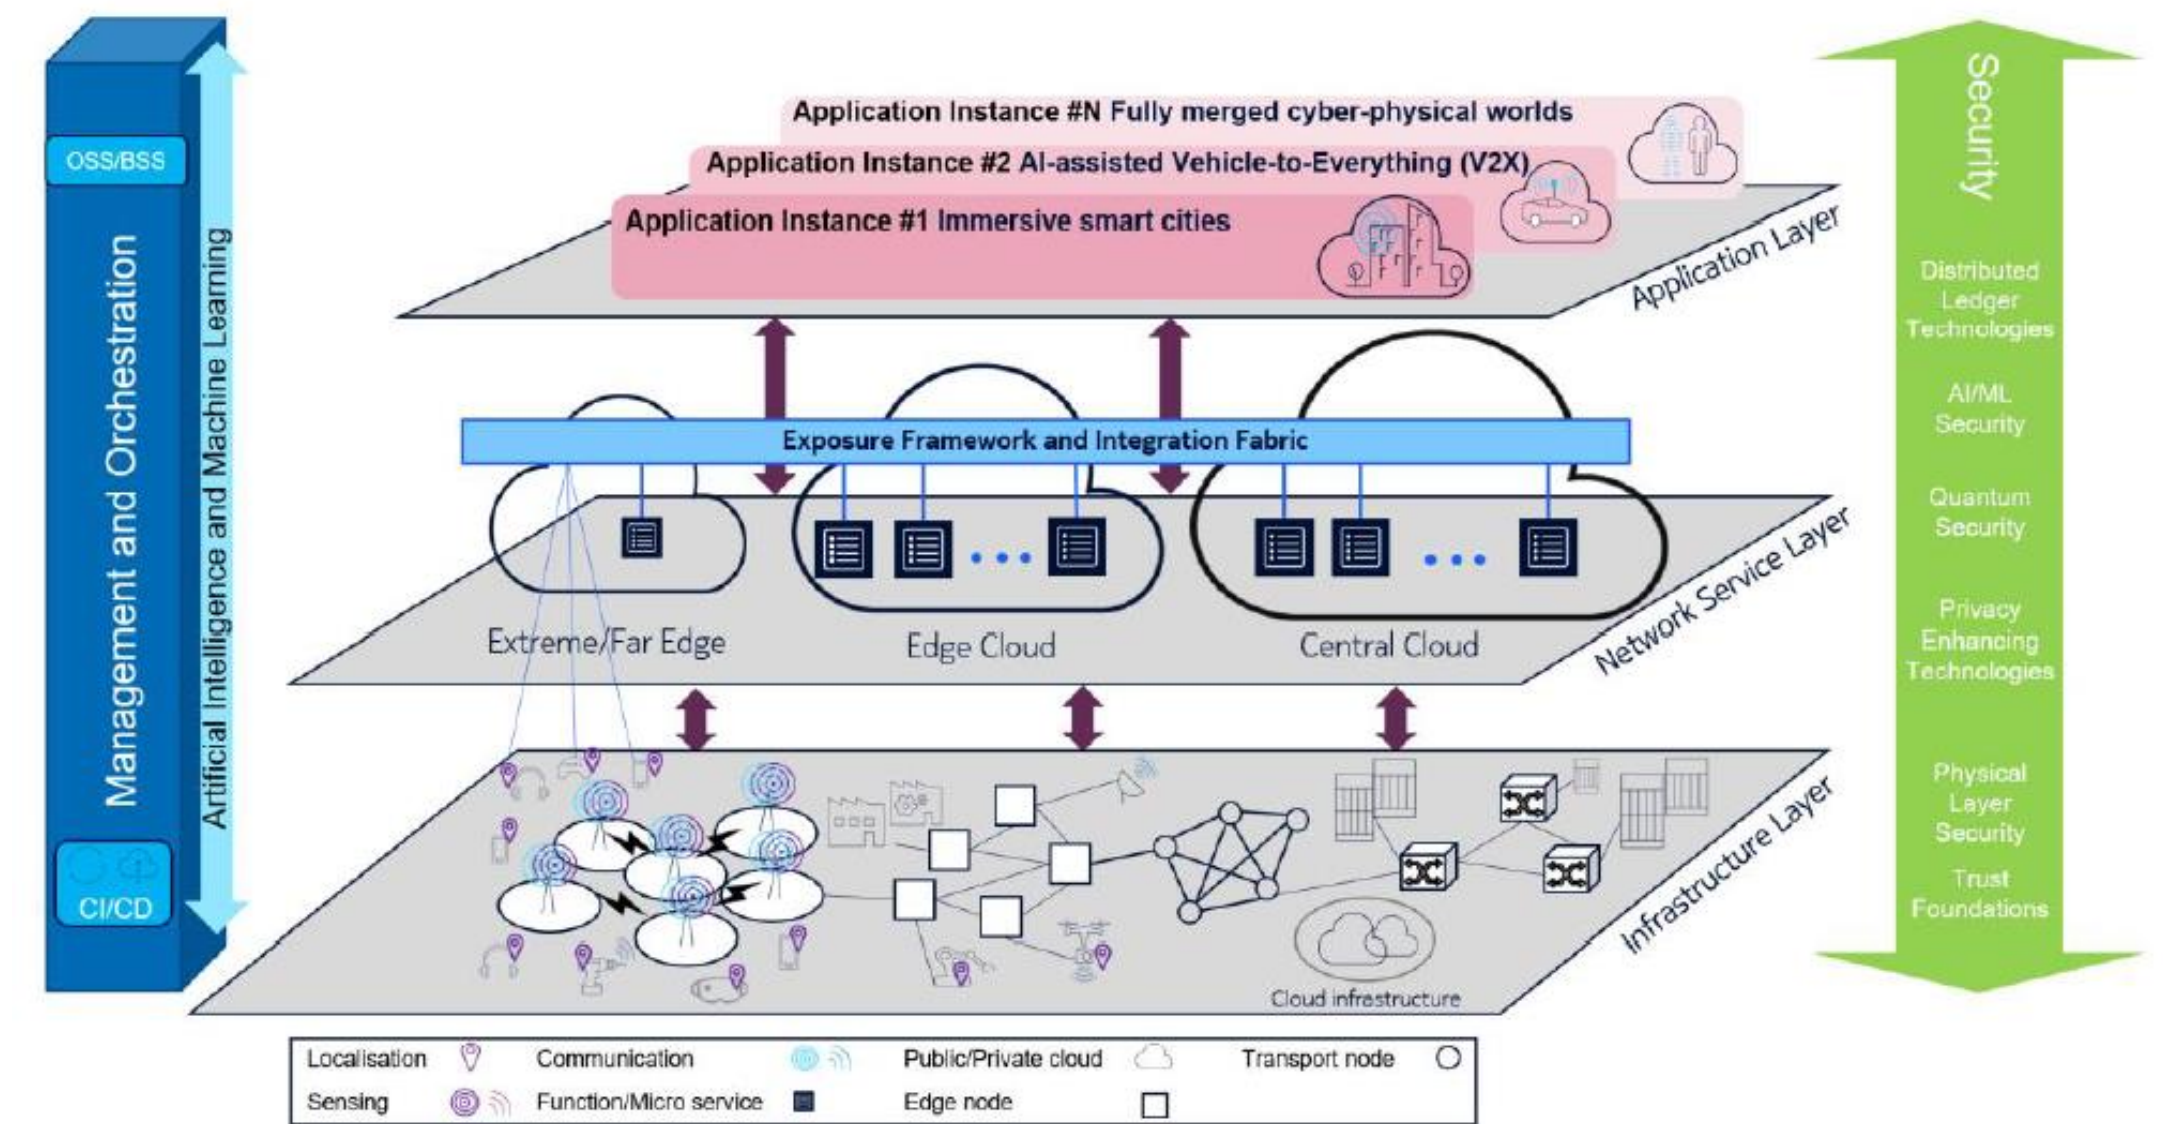 OSS/BSS
Management and Orchestration
CI/CD
Artificial Intelligence and Machine Learning
Application Instance #N Fully merged cyber-physical worlds
Application Instance #2 AI-assisted Vehicle-to-Everything (V2X)
Application Instance #1 Immersive smart cities
Application Layer
Exposure Framework and Integration Fabric
Extreme/Far Edge
Edge Cloud
Central Cloud
Network Service Layer
Cloud infrastructure
Infrastructure Layer
Security
Distributed
Ledger
Technologies
AI/ML
Security
Quantum
Security
Privacy
Enhancing
Technologies
Physical
Layer
Security
Trust
Foundations
Localisation
Communication
Public/Private cloud
Transport node
Sensing
Function/Micro service
Edge node